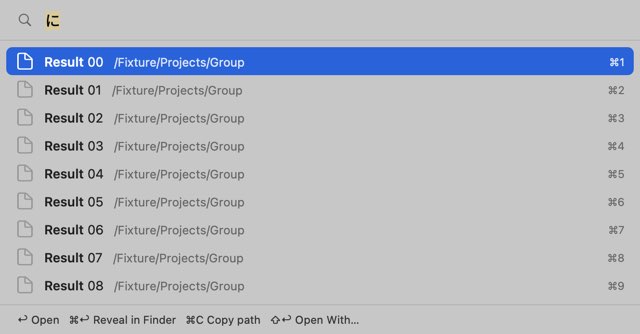 に
Result 00 /Fixture/Projects/Group ⌘1
Result 01 /Fixture/Projects/Group ⌘2
Result 02 /Fixture/Projects/Group ⌘3
Result 03 /Fixture/Projects/Group ⌘4
Result 04 /Fixture/Projects/Group ⌘5
Result 05 /Fixture/Projects/Group ⌘6
Result 06 /Fixture/Projects/Group ⌘7
Result 07 /Fixture/Projects/Group ⌘8
Result 08 /Fixture/Projects/Group ⌘9
↩ Open ⌘↩ Reveal in Finder ⌘C Copy path ⇧↩ Open With…